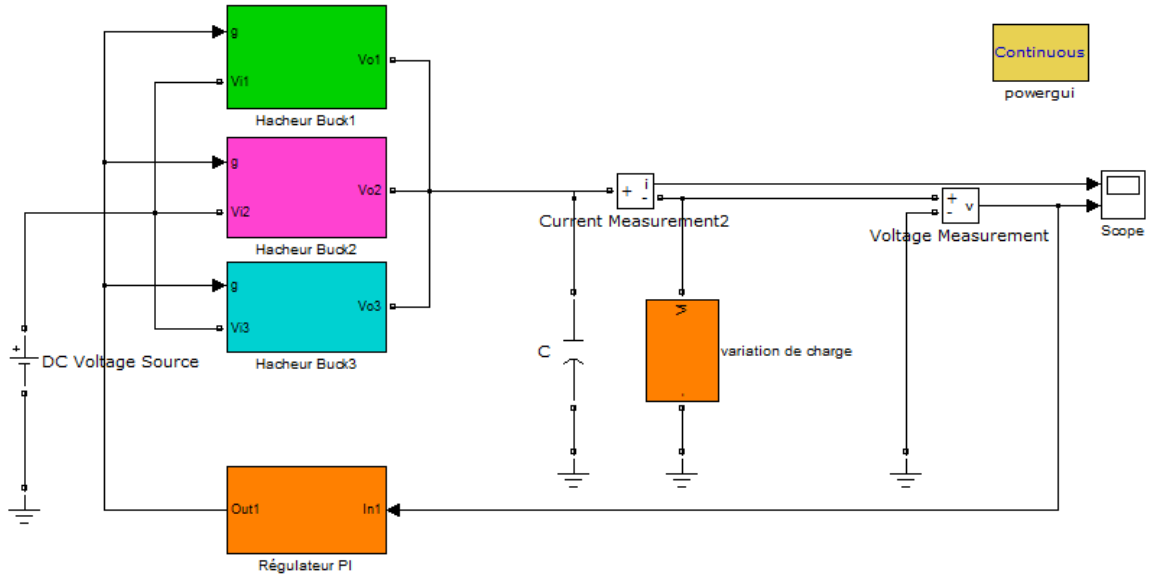 g
Vi1
Vo1
Hacheur Buck1
g
Vi2
Vo2
Hacheur Buck2
g
Vi3
Vo3
Hacheur Buck3
Continuous
powergui
+
i
-
Current Measurement2
+
-
v
Voltage Measurement
Scope
+
DC Voltage Source
C
variation de charge
Out1
In1
Régulateur PI